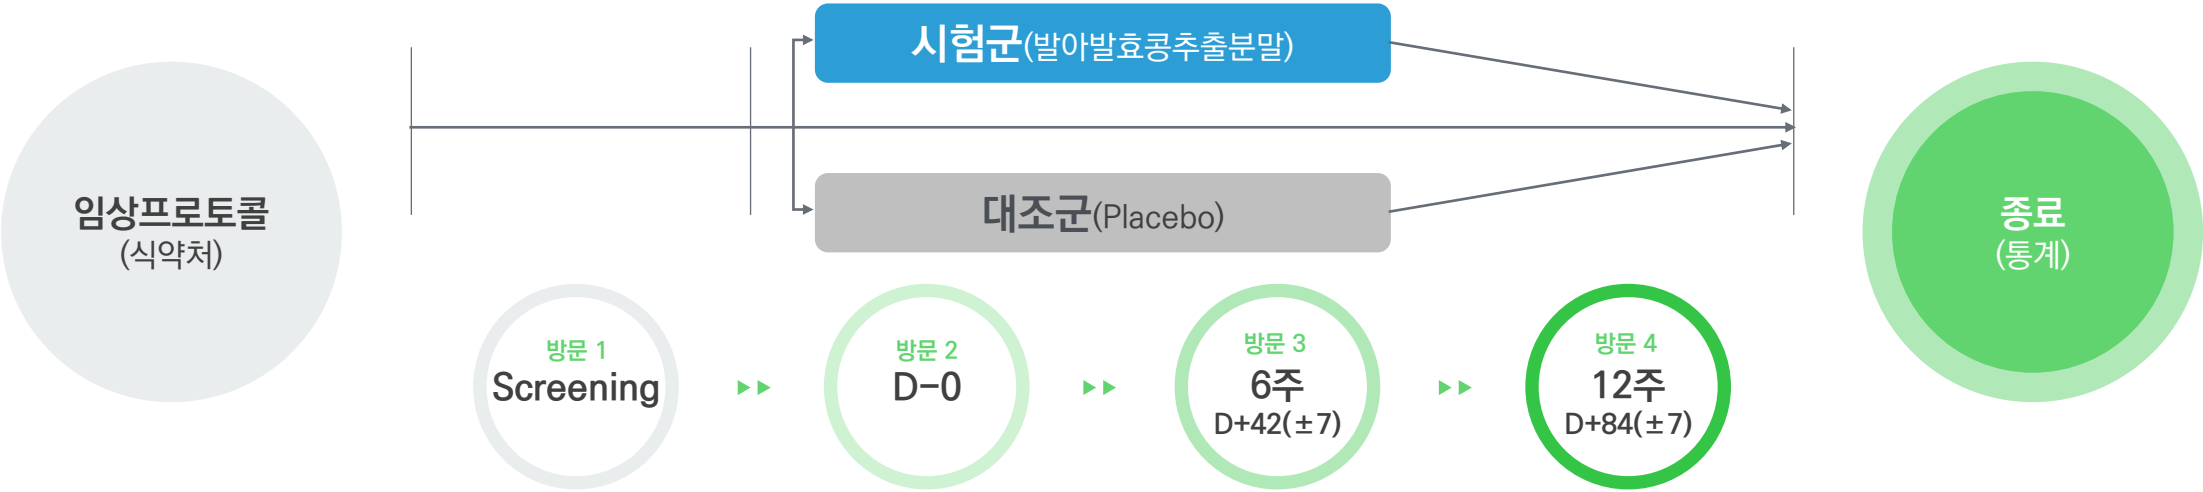 임상프로토콜
(식약처)
시험군(발아발효콩추출분말)
대조군(Placebo)
종료
(통계)
방문 1
Screening
방문 2
D-0
방문 3
6주
D+42(±7)
방문 4
12주
D+84(±7)